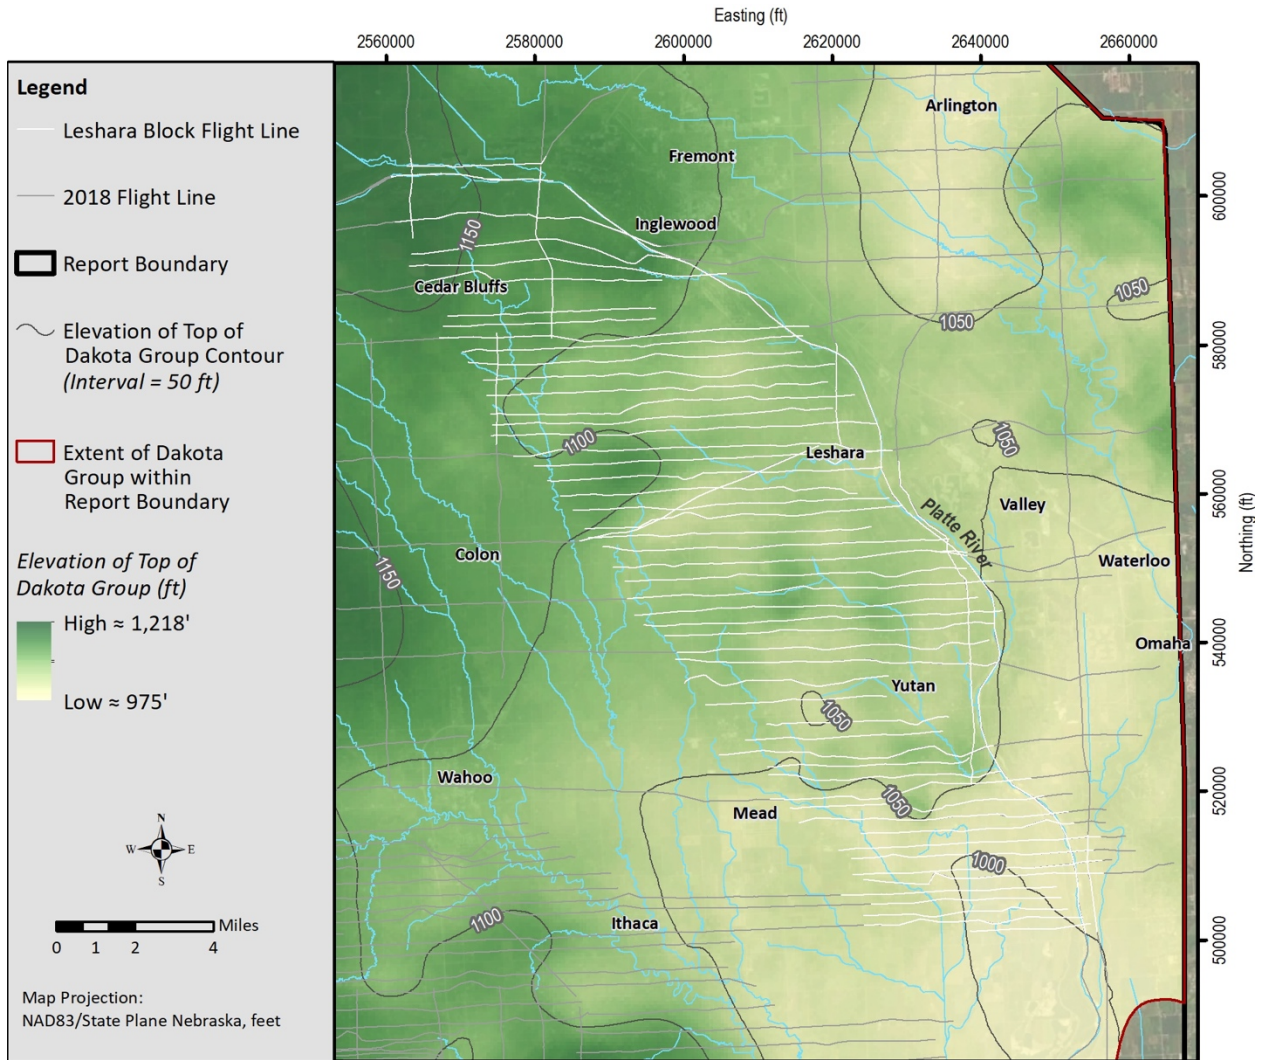 Easting (ft)
2560000 2580000 2600000 2620000 2640000 2660000
Legend
Leshara Block Flight Line
2018 Flight Line
Report Boundary
Elevation of Top of
Dakota Group Contour
(Interval = 50 ft)
Extent of Dakota
Group within
Report Boundary
Elevation of Top of
Dakota Group (ft)
High ≈ 1,218'
Low ≈ 975'
N
W E
S
Miles
0 1 2 4
Map Projection:
NAD83/State Plane Nebraska, feet
Arlington
Fremont
Inglewood
1150
Cedar Bluffs
1050
1050
1100
1050
Leshara
Valley
Platte River
Colon
1150
Waterloo
Omaha
Yutan
1050
Wahoo
1050
Mead
1000
1100
Ithaca
600000
580000
560000
540000
520000
500000
Northing (ft)